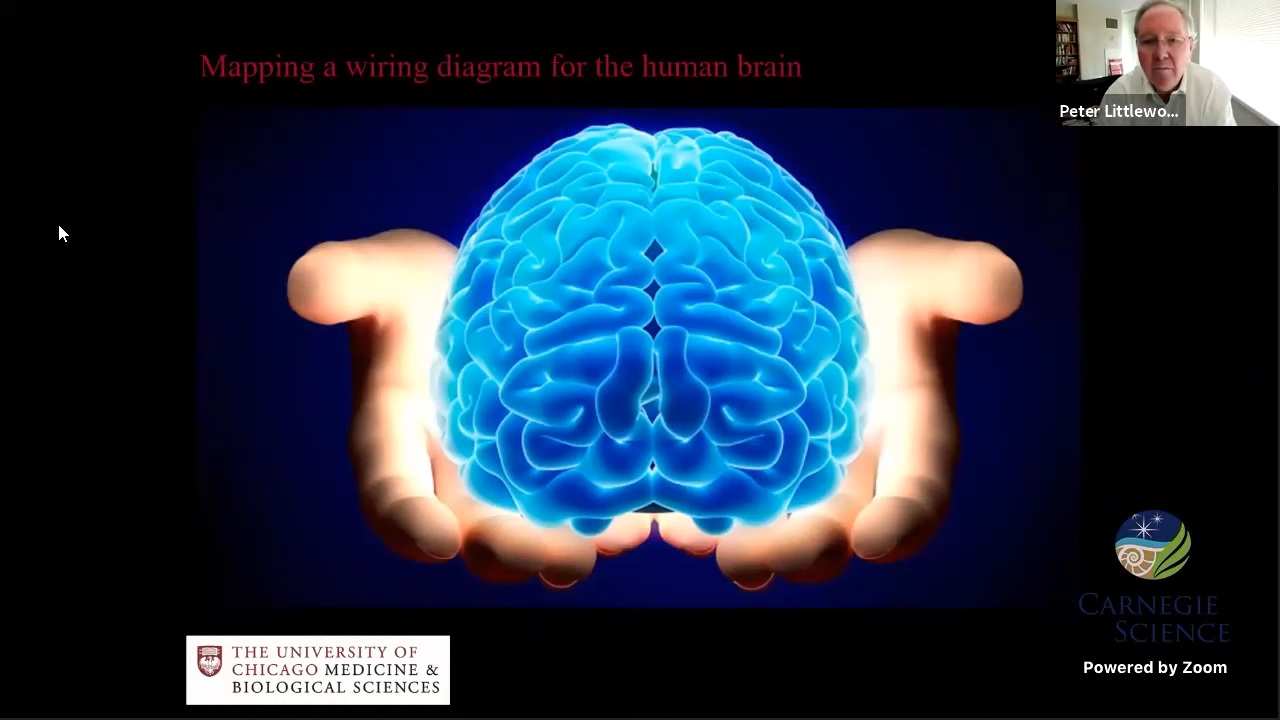 Mapping a wiring diagram for the human brain
Peter Littlewo...
THE UNIVERSITY OF
CHICAGO MEDICINE &
BIOLOGICAL SCIENCES
CARNEGIE
SCIENCE
Powered by Zoom